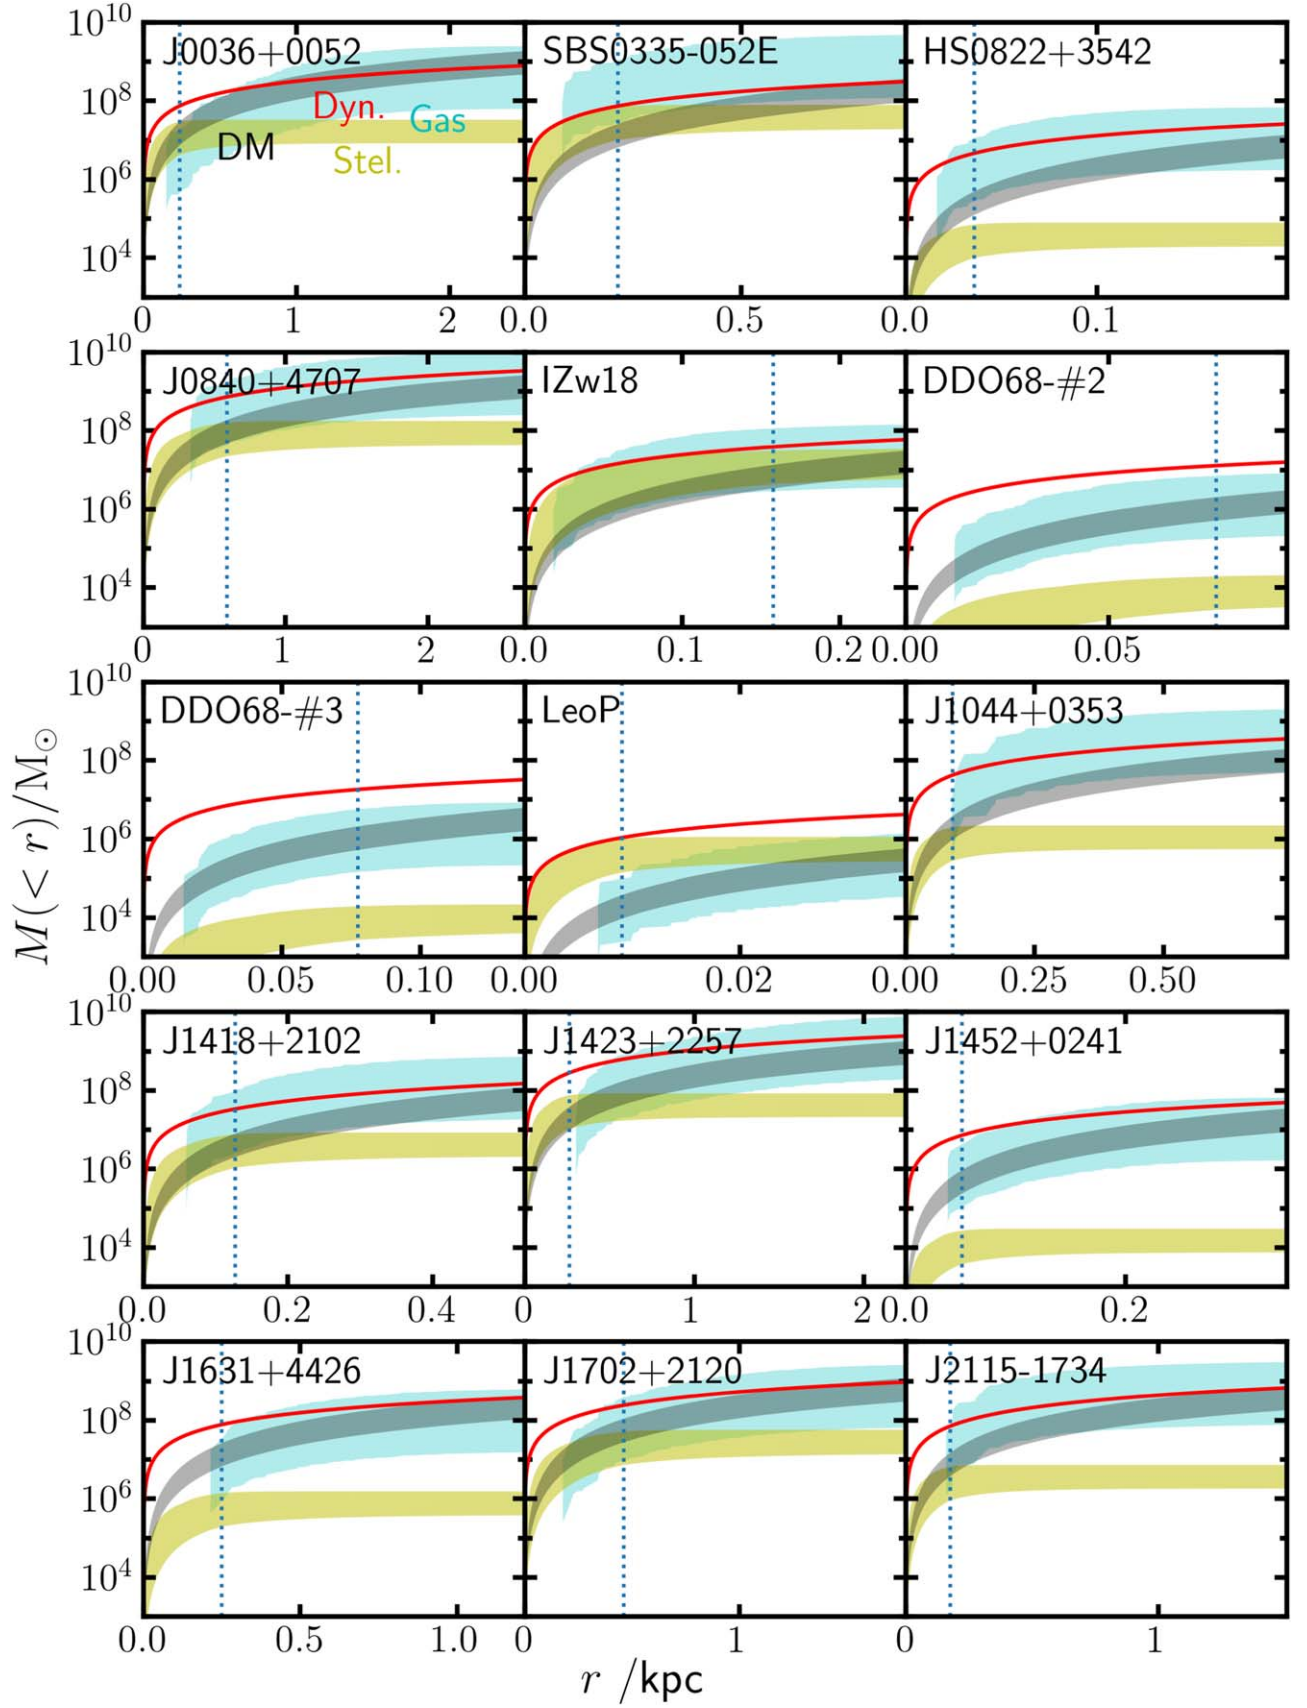 10^10
J0036+0052
SBS0335-052E
HS0822+3542
10^8
Dyn.
Gas
DM
10^6
Stel.
10^4
0
1
2
0.0
0.5
0.0
0.1
10^10
J0840+4707
IZw18
DDO68-#2
10^8
10^6
10^4
0
1
2
0.0
0.1
0.2
0.00
0.05
10^10
DDO68-#3
LeoP
J1044+0353
10^8
10^6
10^4
0.00
0.05
0.10
0.00
0.02
0.00
0.25
0.50
M(< r)/M⊙
10^10
J1418+2102
J1423+2257
J1452+0241
10^8
10^6
10^4
0.0
0.2
0.4
0
1
2
0.0
0.2
10^10
J1631+4426
J1702+2120
J2115-1734
10^8
10^6
10^4
0.0
0.5
1.0
0
1
0
1
r /kpc